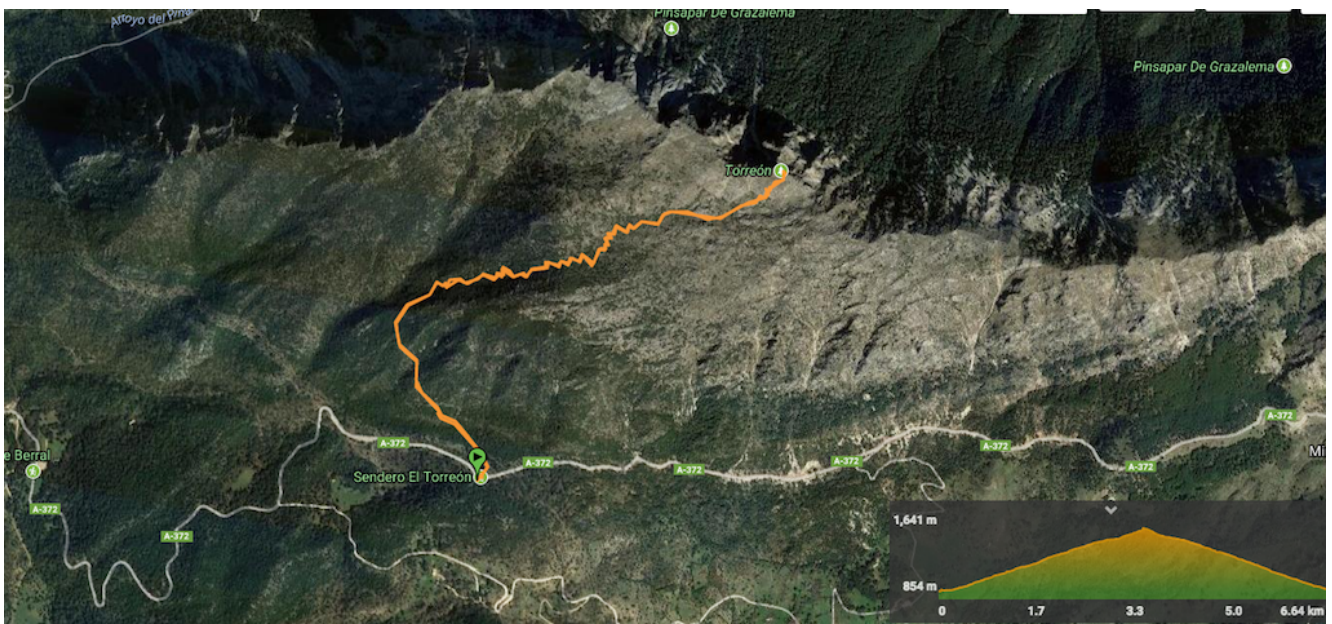 Pinsapar De Grazalema
Arroyo del Pinar
Pinsapar De Grazalema
Torreón
A-372
e Berral
Sendero El Torreón
A-372
A-372
A-372
A-372
A-372
Mi
A-372
A-372
1,641 m
854 m
0 1.7 3.3 5.0 6.64 km